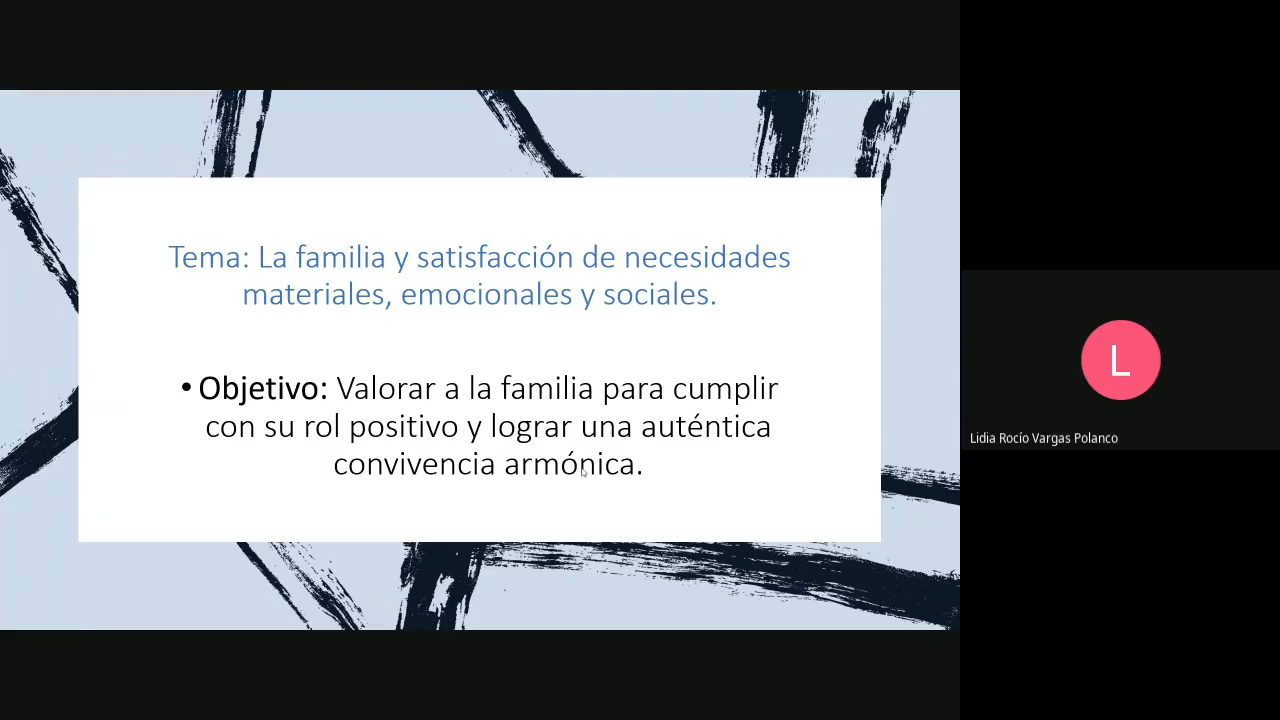 Tema: La familia y satisfacción de necesidades
materiales, emocionales y sociales.
• Objetivo: Valorar a la familia para cumplir
con su rol positivo y lograr una auténtica
convivencia armónica.
L
Lidia Rocío Vargas Polanco